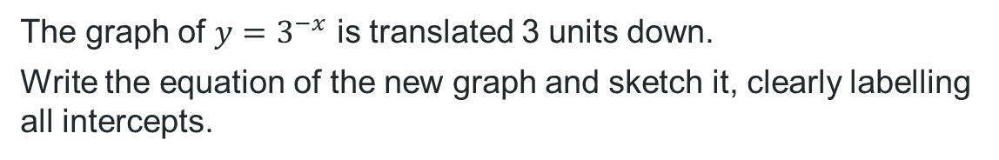 The graph of y = 3⁻ˣ is translated 3 units down.
Write the equation of the new graph and sketch it, clearly labelling
all intercepts.